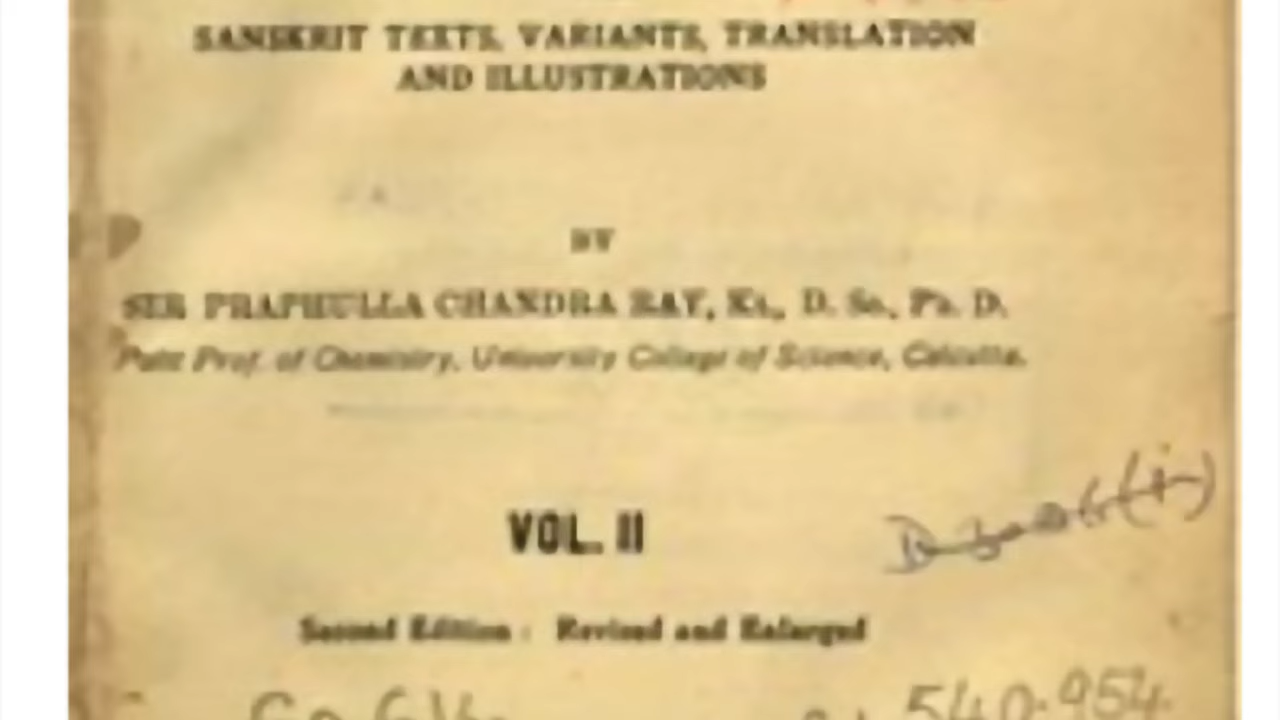 SANSKRIT TEXTS, VARIANTS, TRANSLATION
AND ILLUSTRATIONS
BY
SIR PRAPHULLA CHANDRA RAY, Kt., D. Sc., Ph. D.
Palit Prof. of Chemistry, University College of Science, Calcutta.
VOL. II
Second Edition : Revised and Enlarged
540.954